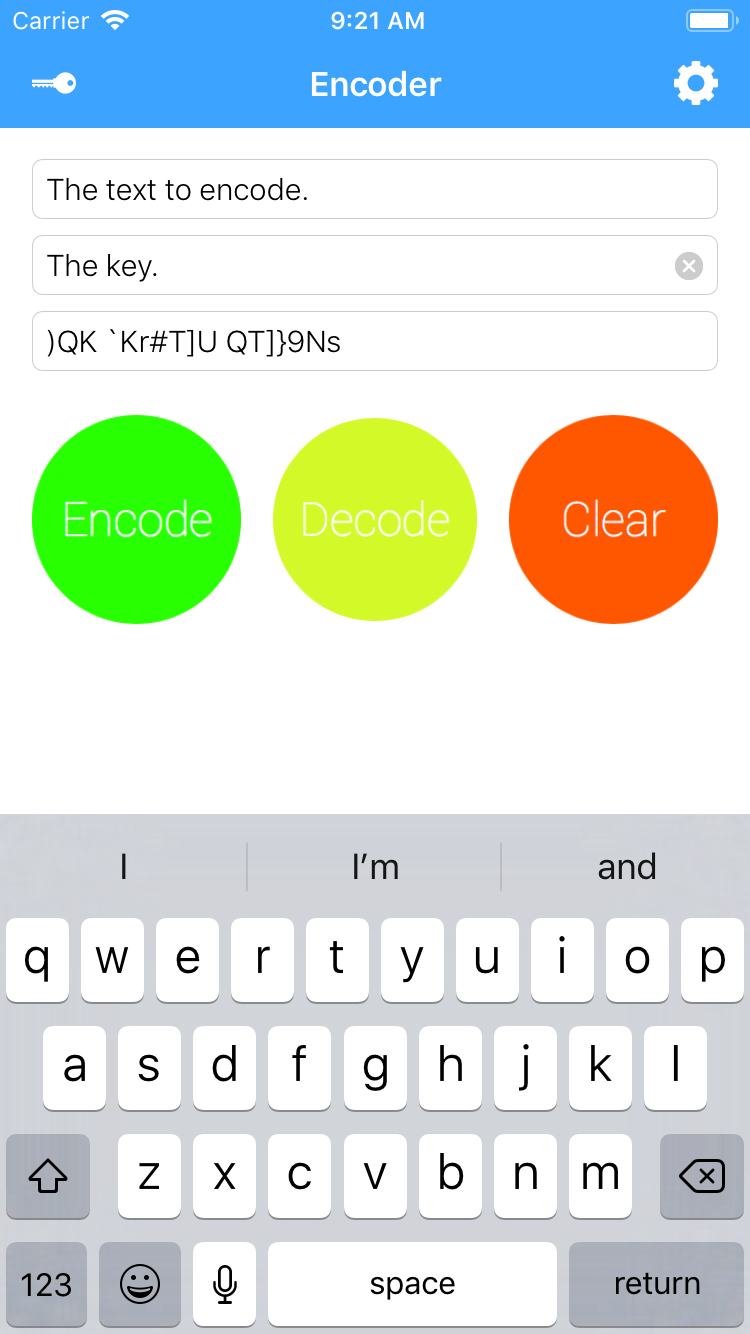 Carrier 9:21 AM
Encoder
The text to encode.
The key.
)QK `Kr#T]U QT]}9Ns
Encode Decode Clear
I I’m and
q w e r t y u i o p
a s d f g h j k l
z x c v b n m
123 space return